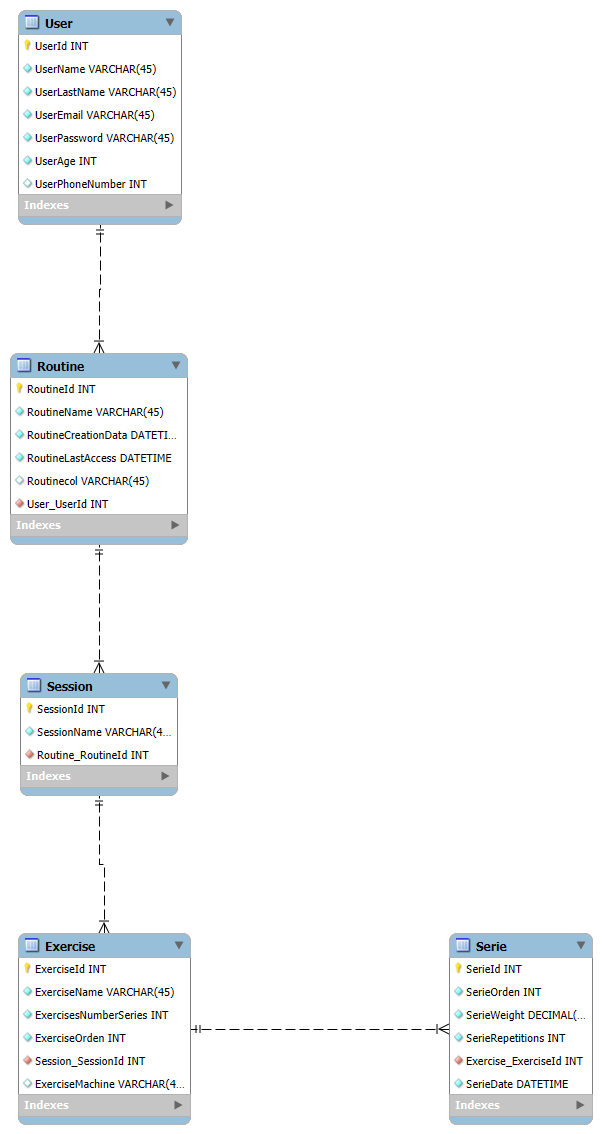 User
UserId INT
UserName VARCHAR(45)
UserLastName VARCHAR(45)
UserEmail VARCHAR(45)
UserPassword VARCHAR(45)
UserAge INT
UserPhoneNumber INT
Indexes
Routine
RoutineId INT
RoutineName VARCHAR(45)
RoutineCreationData DATETI...
RoutineLastAccess DATETIME
Routinecol VARCHAR(45)
User_UserId INT
Indexes
Session
SessionId INT
SessionName VARCHAR(4...
Routine_RoutineId INT
Indexes
Exercise
ExerciseId INT
ExerciseName VARCHAR(45)
ExercisesNumberSeries INT
ExerciseOrden INT
Session_SessionId INT
ExerciseMachine VARCHAR(4...
Indexes
Serie
SerieId INT
SerieOrden INT
SerieWeight DECIMAL(...
SerieRepetitions INT
Exercise_ExerciseId INT
SerieDate DATETIME
Indexes